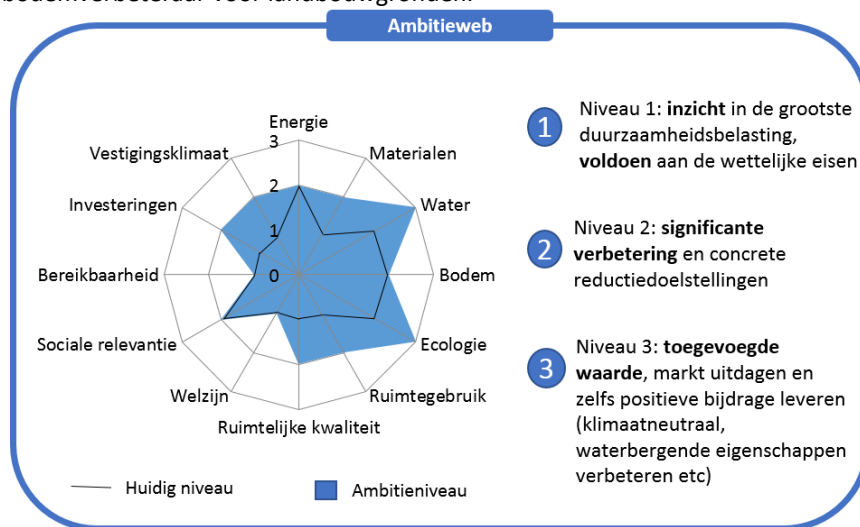 bodemverbeteraar voor landbouwgronden.
Ambitieweb
Energie
Materialen
Water
Bodem
Ecologie
Ruimtegebruik
Ruimtelijke kwaliteit
Welzijn
Sociale relevantie
Bereikbaarheid
Investeringen
Vestigingsklimaat
3
2
1
0
1
Niveau 1: inzicht in de grootste
duurzaamheidsbelasting,
voldoen aan de wettelijke eisen
2
Niveau 2: significante
verbetering en concrete
reductiedoelstellingen
3
Niveau 3: toegevoegde
waarde, markt uitdagen en
zelfs positieve bijdrage leveren
(klimaatneutraal,
waterbergende eigenschappen
verbeteren etc)
Huidig niveau
Ambitieniveau